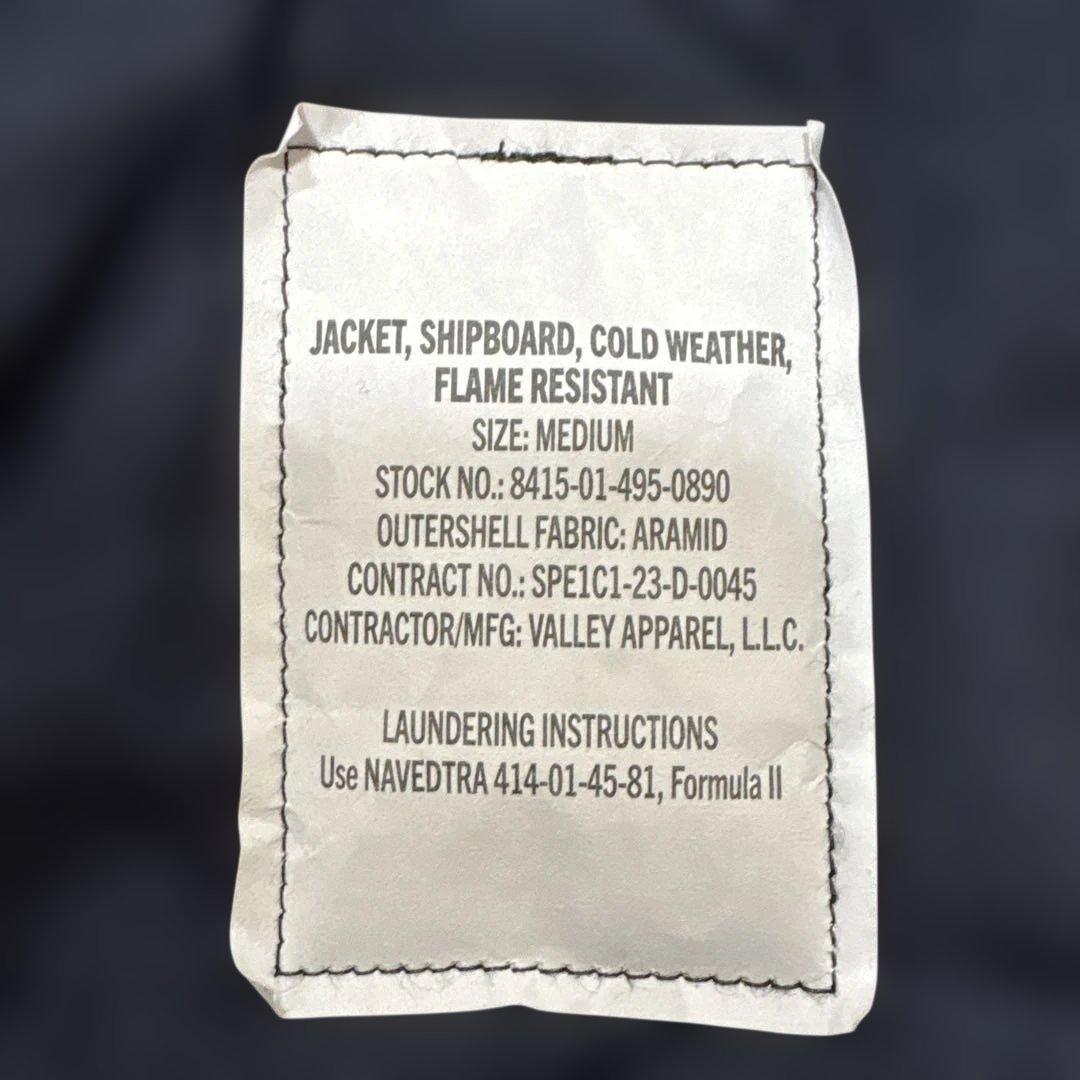 JACKET, SHIPBOARD, COLD WEATHER,
FLAME RESISTANT
SIZE: MEDIUM
STOCK NO.: 8415-01-495-0890
OUTERSHELL FABRIC: ARAMID
CONTRACT NO.: SPE1C1-23-D-0045
CONTRACTOR/MFG: VALLEY APPAREL, L.L.C.
LAUNDERING INSTRUCTIONS
Use NAVEDTRA 414-01-45-81, Formula II